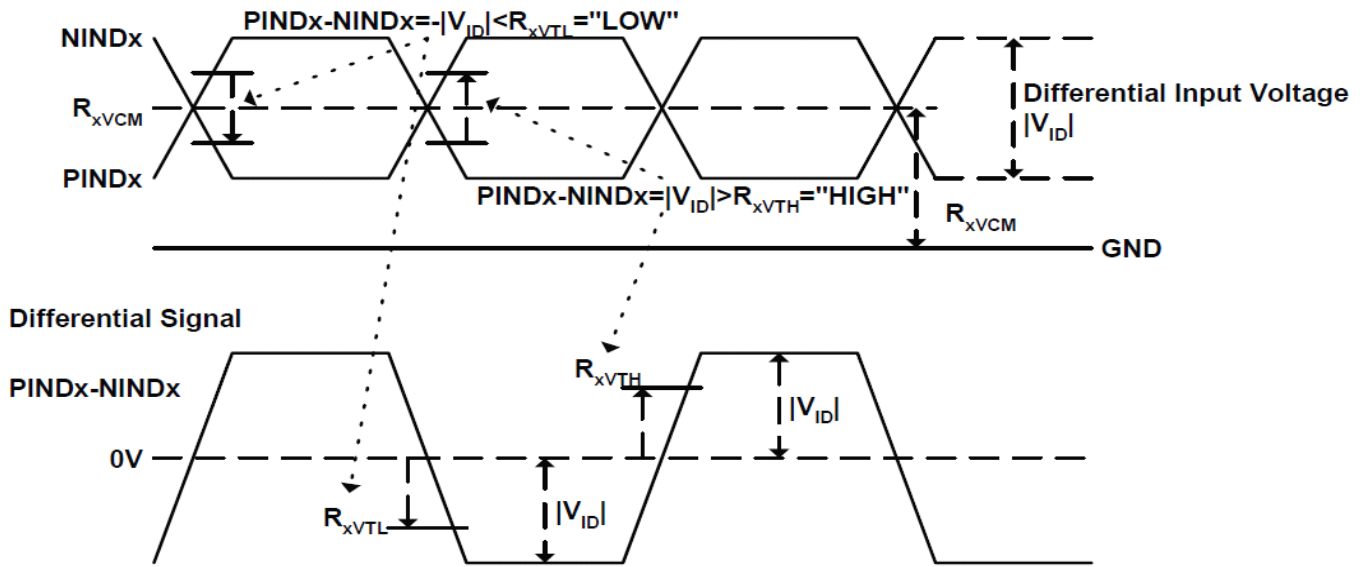 PINDx-NINDx=-|VID|<RxVTL="LOW"
NINDx
RxVCM
PINDx
Differential Input Voltage
|VID|
PINDx-NINDx=|VID|>RxVTH="HIGH"
RxVCM
GND
Differential Signal
PINDx-NINDx
RxVTH
|VID|
0V
RxVTL
|VID|